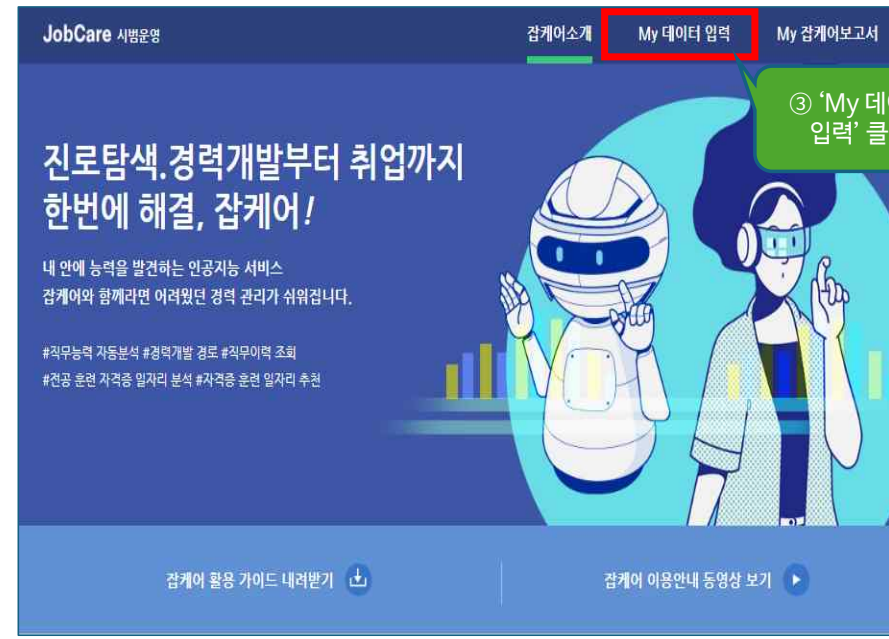 JobCare 시범운영
잡케어소개 My 데이터 입력 My 잡케어보고서
③ ‘My 데
입력’ 클
진로탐색.경력개발부터 취업까지
한번에 해결, 잡케어!
내 안에 능력을 발견하는 인공지능 서비스
잡케어와 함께라면 어려웠던 경력 관리가 쉬워집니다.
#직무능력 자동분석 #경력개발 경로 #직무이력 조회
#전공 훈련 자격증 일자리 분석 #자격증 훈련 일자리 추천
잡케어 활용 가이드 내려받기
잡케어 이용안내 동영상 보기